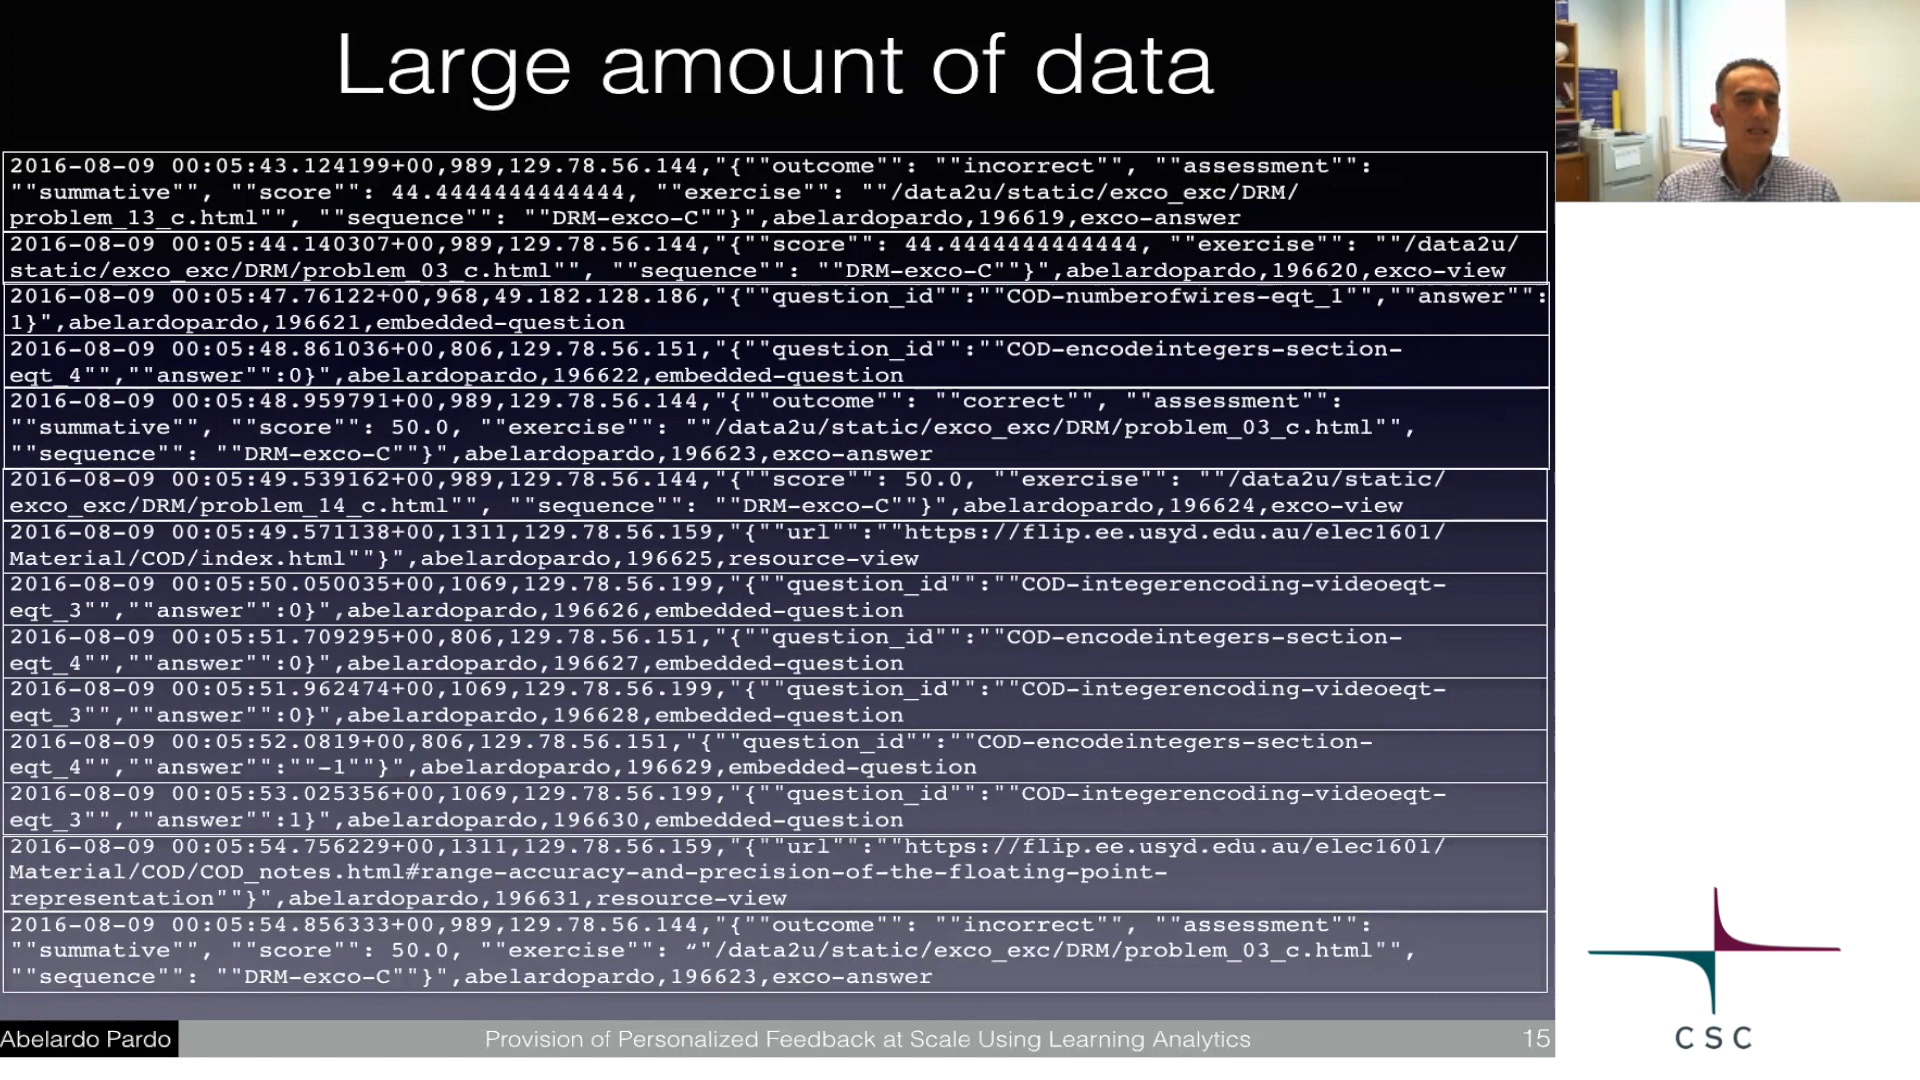 Large amount of data
2016-08-09 00:05:43.124199+00,989,129.78.56.144,"{""outcome"": ""incorrect"", ""assessment"":
""summative"", ""score"": 44.4444444444444, ""exercise"": ""/data2u/static/exco_exc/DRM/
problem_13_c.html"", ""sequence"": ""DRM-exco-C""}",abelardopardo,196619,exco-answer
2016-08-09 00:05:44.140307+00,989,129.78.56.144,"{""score"": 44.4444444444444, ""exercise"": ""/data2u/
static/exco_exc/DRM/problem_03_c.html"", ""sequence"": ""DRM-exco-C""}",abelardopardo,196620,exco-view
2016-08-09 00:05:47.76122+00,968,49.182.128.186,"{""question_id"":""COD-numberofwires-eqt_1"",""answer"":
1}",abelardopardo,196621,embedded-question
2016-08-09 00:05:48.861036+00,806,129.78.56.151,"{""question_id"":""COD-encodeintegers-section-
eqt_4"",""answer"":0}",abelardopardo,196622,embedded-question
2016-08-09 00:05:48.959791+00,989,129.78.56.144,"{""outcome"": ""correct"", ""assessment"":
""summative"", ""score"": 50.0, ""exercise"": ""/data2u/static/exco_exc/DRM/problem_03_c.html"",
""sequence"": ""DRM-exco-C""}",abelardopardo,196623,exco-answer
2016-08-09 00:05:49.539162+00,989,129.78.56.144,"{""score"": 50.0, ""exercise"": ""/data2u/static/
exco_exc/DRM/problem_14_c.html"", ""sequence"": ""DRM-exco-C""}",abelardopardo,196624,exco-view
2016-08-09 00:05:49.571138+00,1311,129.78.56.159,"{""url"":""https://flip.ee.usyd.edu.au/elec1601/
Material/COD/index.html""}",abelardopardo,196625,resource-view
2016-08-09 00:05:50.050035+00,1069,129.78.56.199,"{""question_id"":""COD-integerencoding-videoeqt-
eqt_3"",""answer"":0}",abelardopardo,196626,embedded-question
2016-08-09 00:05:51.709295+00,806,129.78.56.151,"{""question_id"":""COD-encodeintegers-section-
eqt_4"",""answer"":0}",abelardopardo,196627,embedded-question
2016-08-09 00:05:51.962474+00,1069,129.78.56.199,"{""question_id"":""COD-integerencoding-videoeqt-
eqt_3"",""answer"":0}",abelardopardo,196628,embedded-question
2016-08-09 00:05:52.0819+00,806,129.78.56.151,"{""question_id"":""COD-encodeintegers-section-
eqt_4"",""answer"":""-1""}",abelardopardo,196629,embedded-question
2016-08-09 00:05:53.025356+00,1069,129.78.56.199,"{""question_id"":""COD-integerencoding-videoeqt-
eqt_3"",""answer"":1}",abelardopardo,196630,embedded-question
2016-08-09 00:05:54.756229+00,1311,129.78.56.159,"{""url"":""https://flip.ee.usyd.edu.au/elec1601/
Material/COD/COD_notes.html#range-accuracy-and-precision-of-the-floating-point-
representation""}",abelardopardo,196631,resource-view
2016-08-09 00:05:54.856333+00,989,129.78.56.144,"{""outcome"": ""incorrect"", ""assessment"":
""summative"", ""score"": 50.0, ""exercise"": “"/data2u/static/exco_exc/DRM/problem_03_c.html"",
""sequence"": ""DRM-exco-C""}",abelardopardo,196623,exco-answer
Abelardo Pardo
Provision of Personalized Feedback at Scale Using Learning Analytics
15
CSC